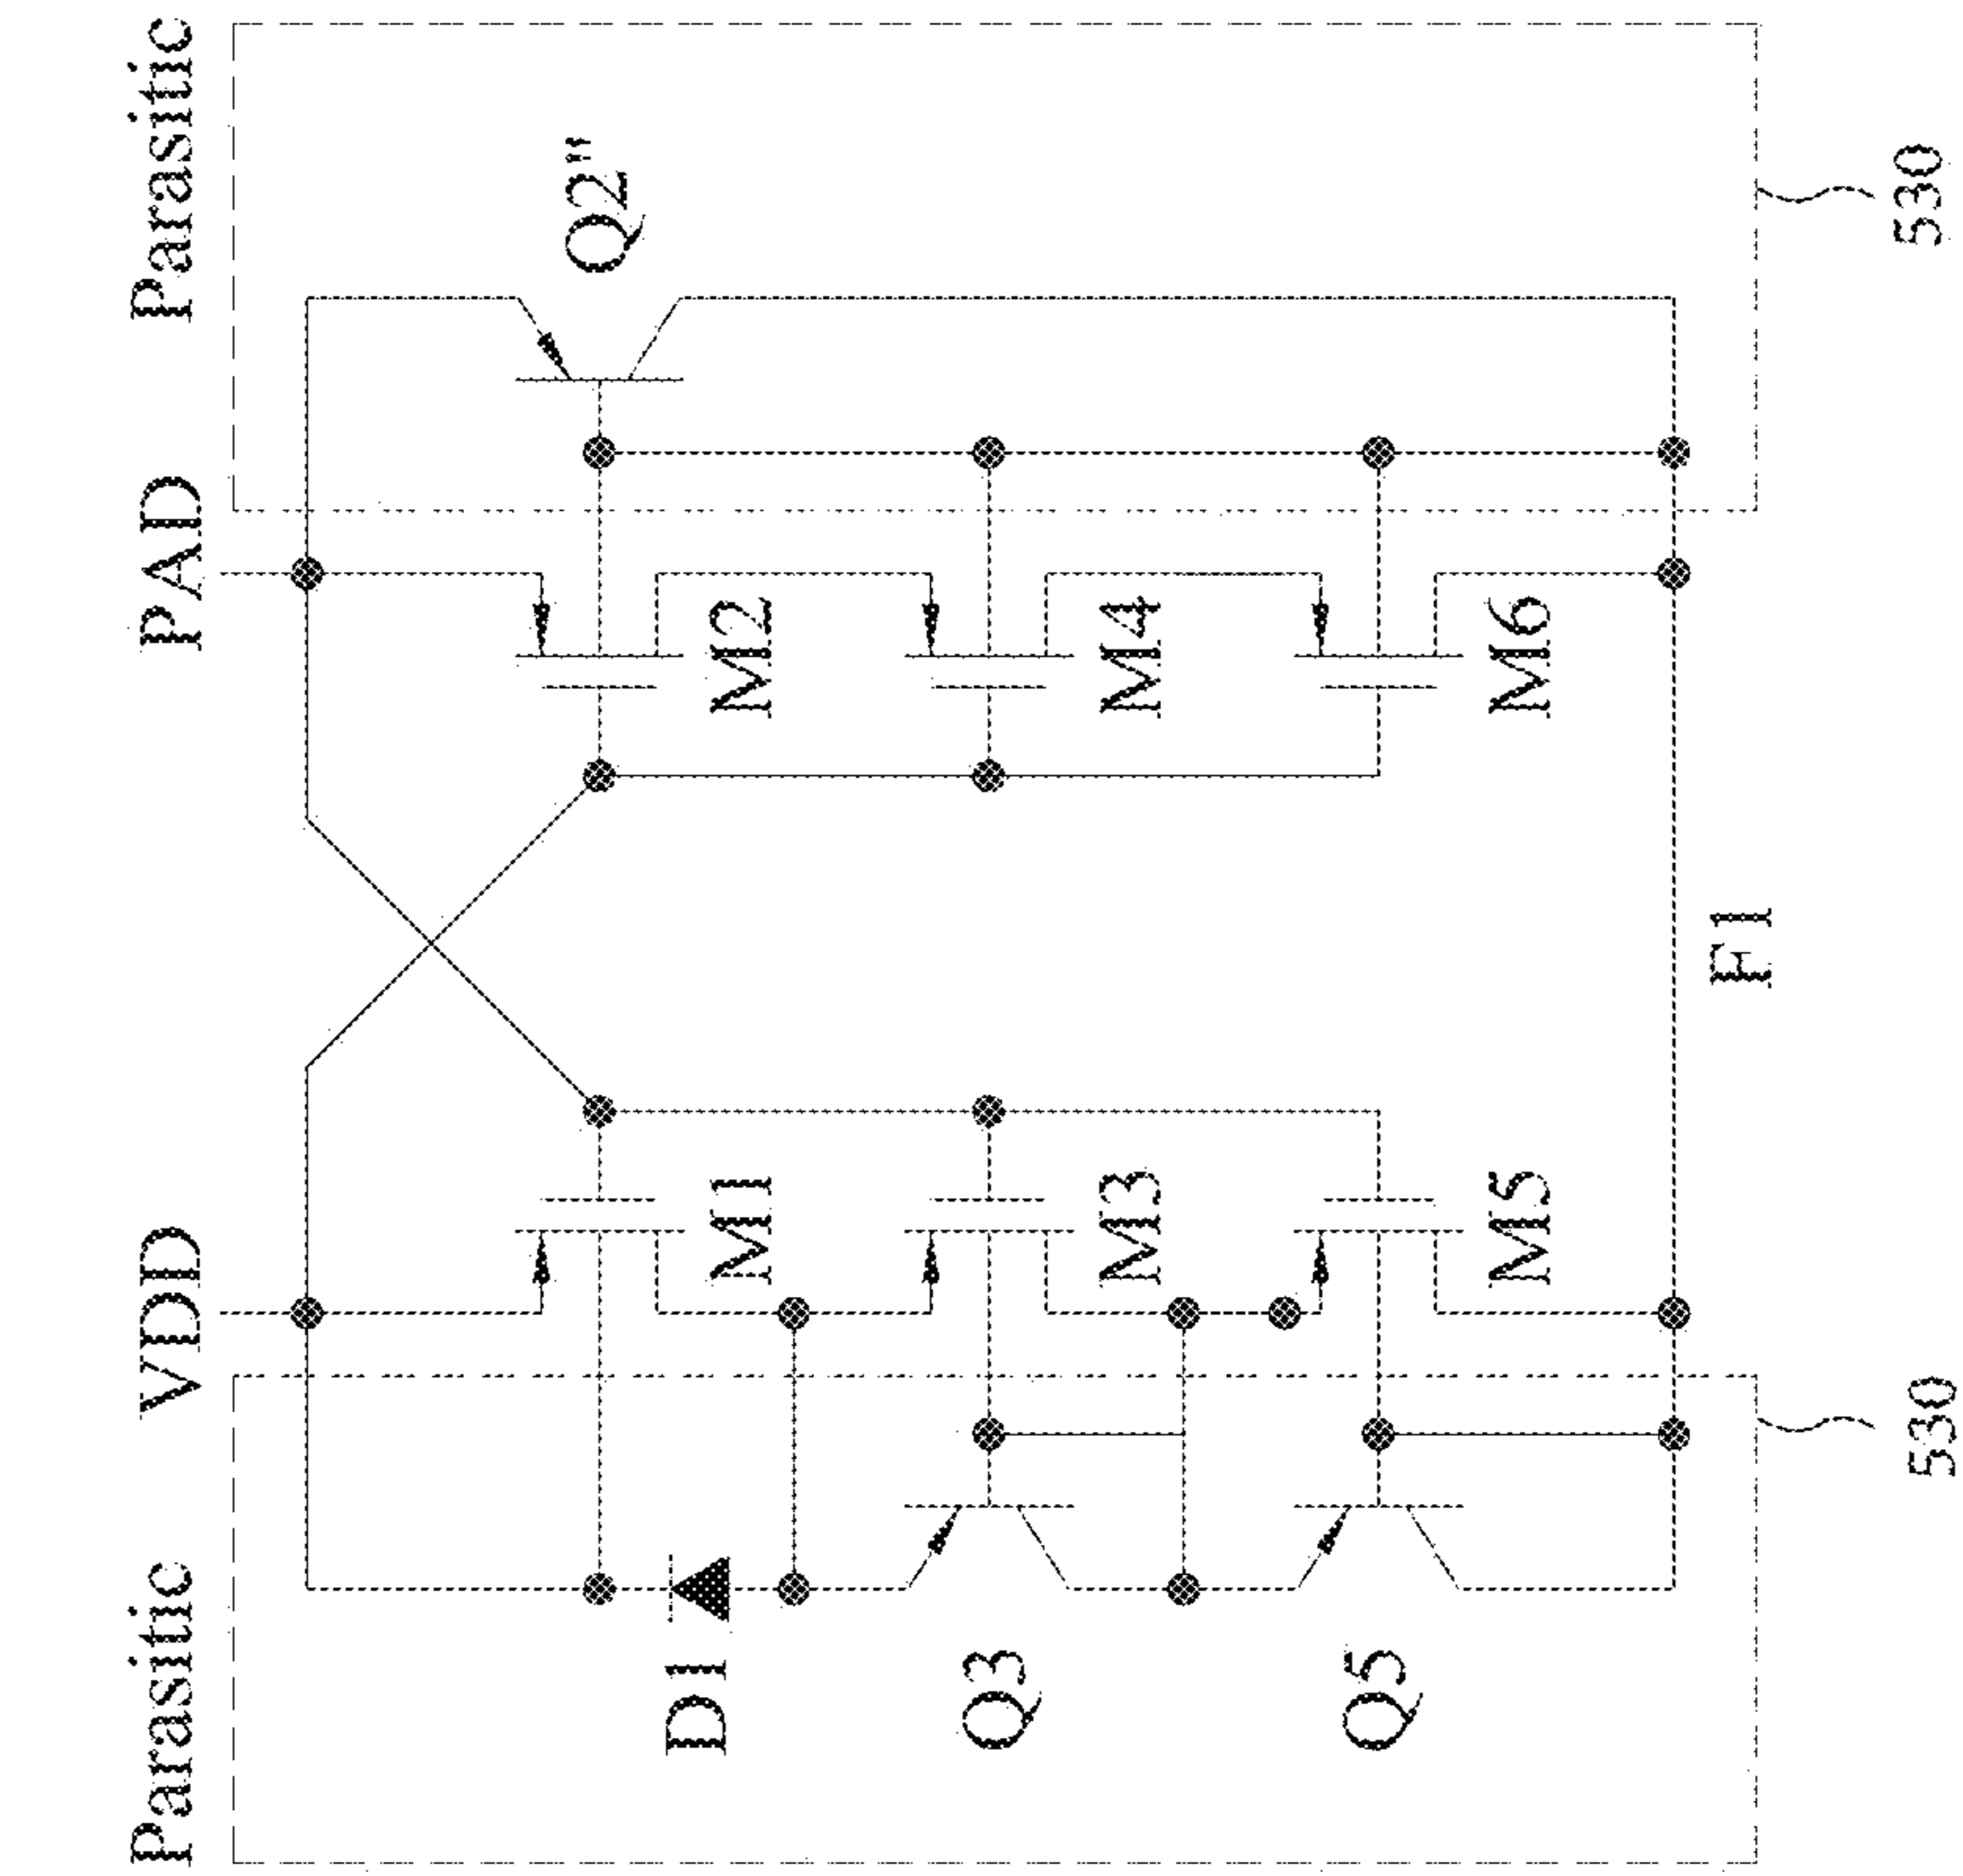 Parasitic
VDD
PAD
Parasitic
D1
M1
M2
Q2"
Q3
M3
M4
Q5
M5
M6
F1
530
530